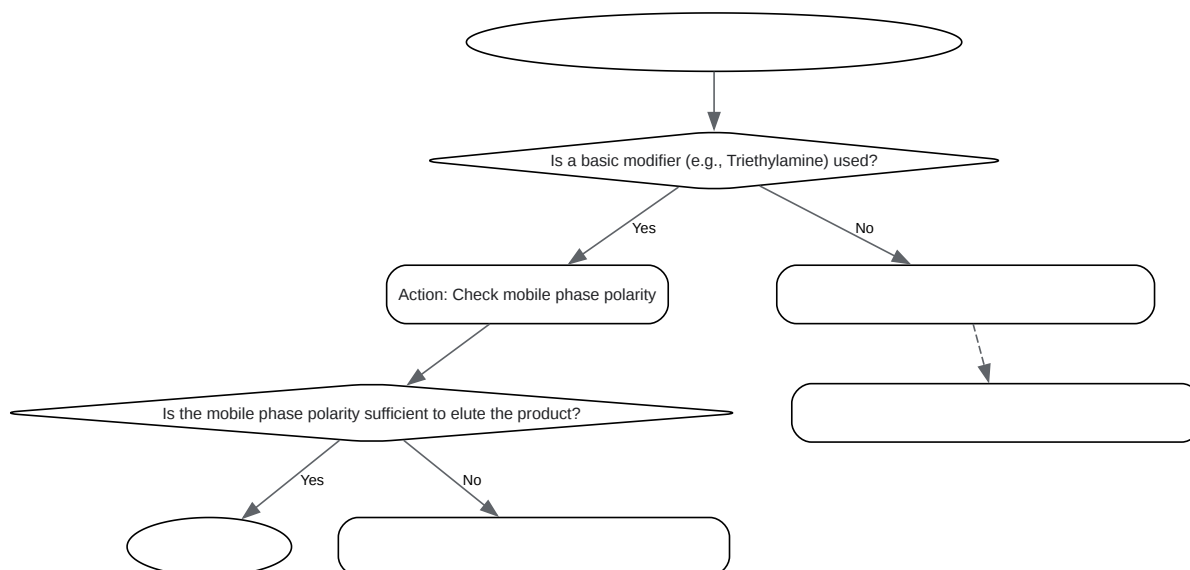 Is a basic modifier (e.g., Triethylamine) used?
Yes
No
Action: Check mobile phase polarity
Is the mobile phase polarity sufficient to elute the product?
Yes
No